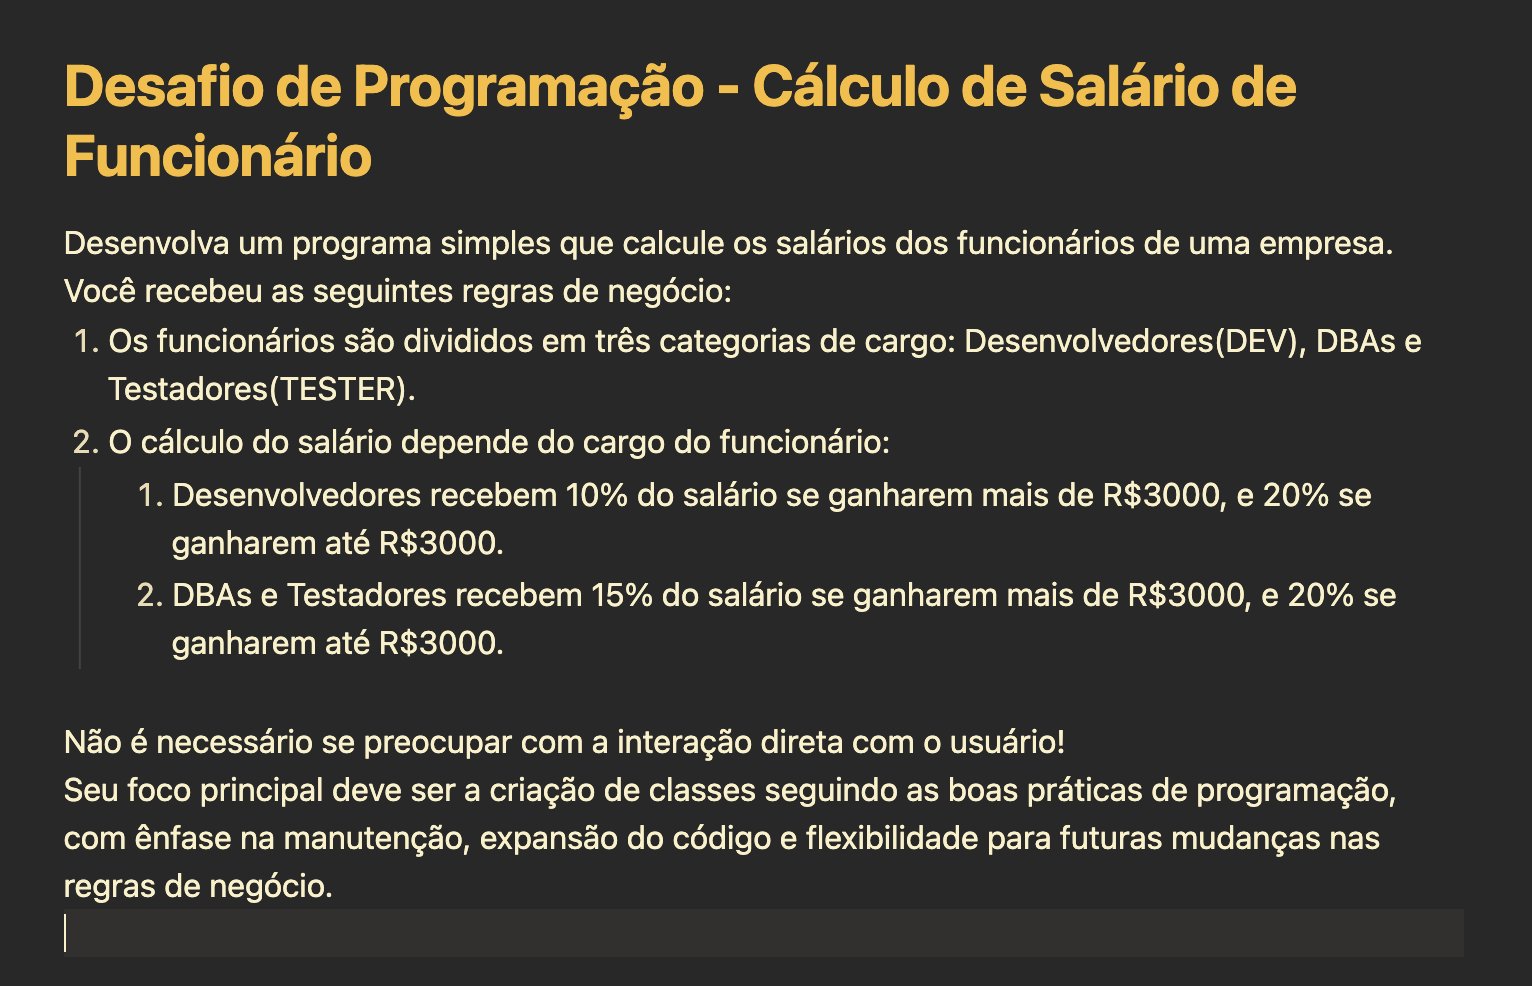 Desafio de Programação - Cálculo de Salário de
Funcionário
Desenvolva um programa simples que calcule os salários dos funcionários de uma empresa.
Você recebeu as seguintes regras de negócio:
1. Os funcionários são divididos em três categorias de cargo: Desenvolvedores(DEV), DBAs e
Testadores(TESTER).
2. O cálculo do salário depende do cargo do funcionário:
1. Desenvolvedores recebem 10% do salário se ganharem mais de R$3000, e 20% se
ganharem até R$3000.
2. DBAs e Testadores recebem 15% do salário se ganharem mais de R$3000, e 20% se
ganharem até R$3000.
Não é necessário se preocupar com a interação direta com o usuário!
Seu foco principal deve ser a criação de classes seguindo as boas práticas de programação,
com ênfase na manutenção, expansão do código e flexibilidade para futuras mudanças nas
regras de negócio.